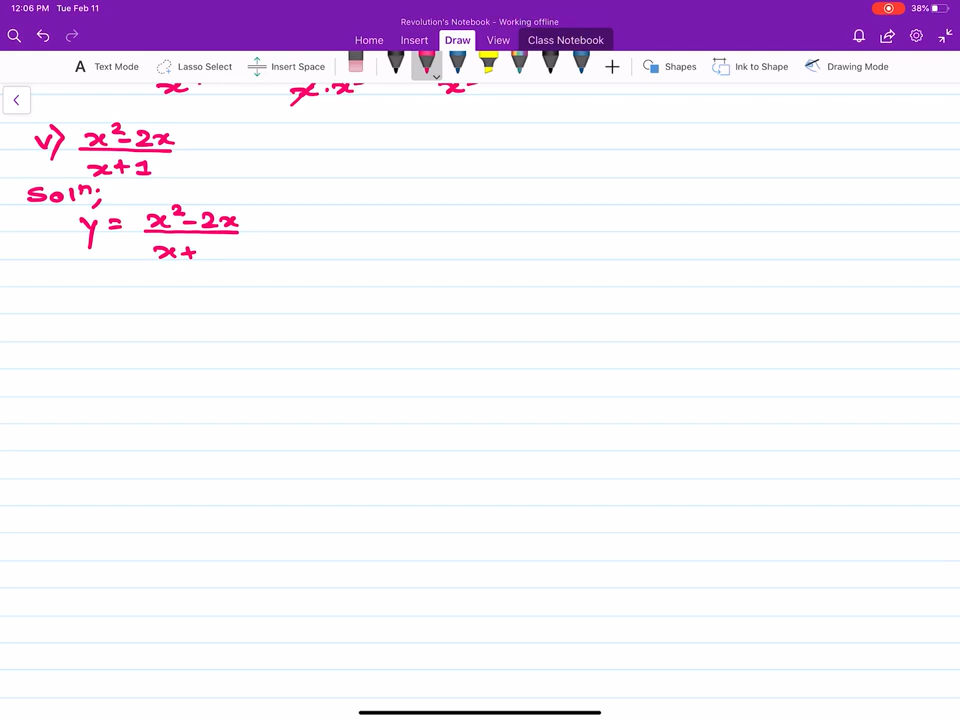 12:06 PM Tue Feb 11
38%
Revolution's Notebook - Working offline
Home Insert Draw View Class Notebook
A Text Mode Lasso Select Insert Space Shapes Ink to Shape Drawing Mode
v) x² - 2x
x + 1
Solⁿ;
y = x² - 2x
x +